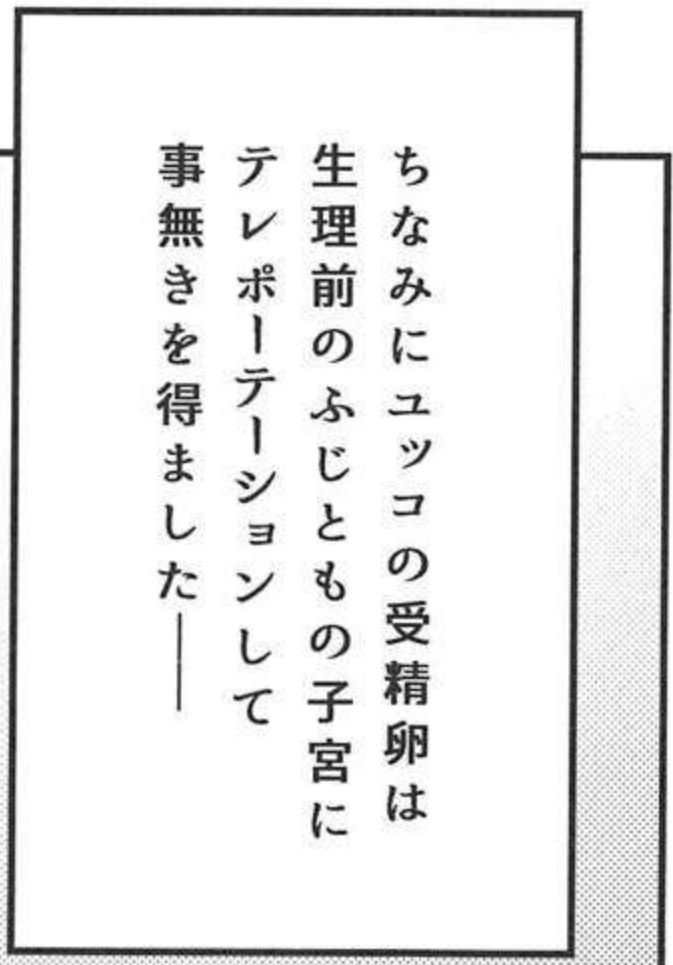 ちなみにユッコの受精卵は
生理前のふじともの子宮に
テレポーテーションして
事無きを得ました――